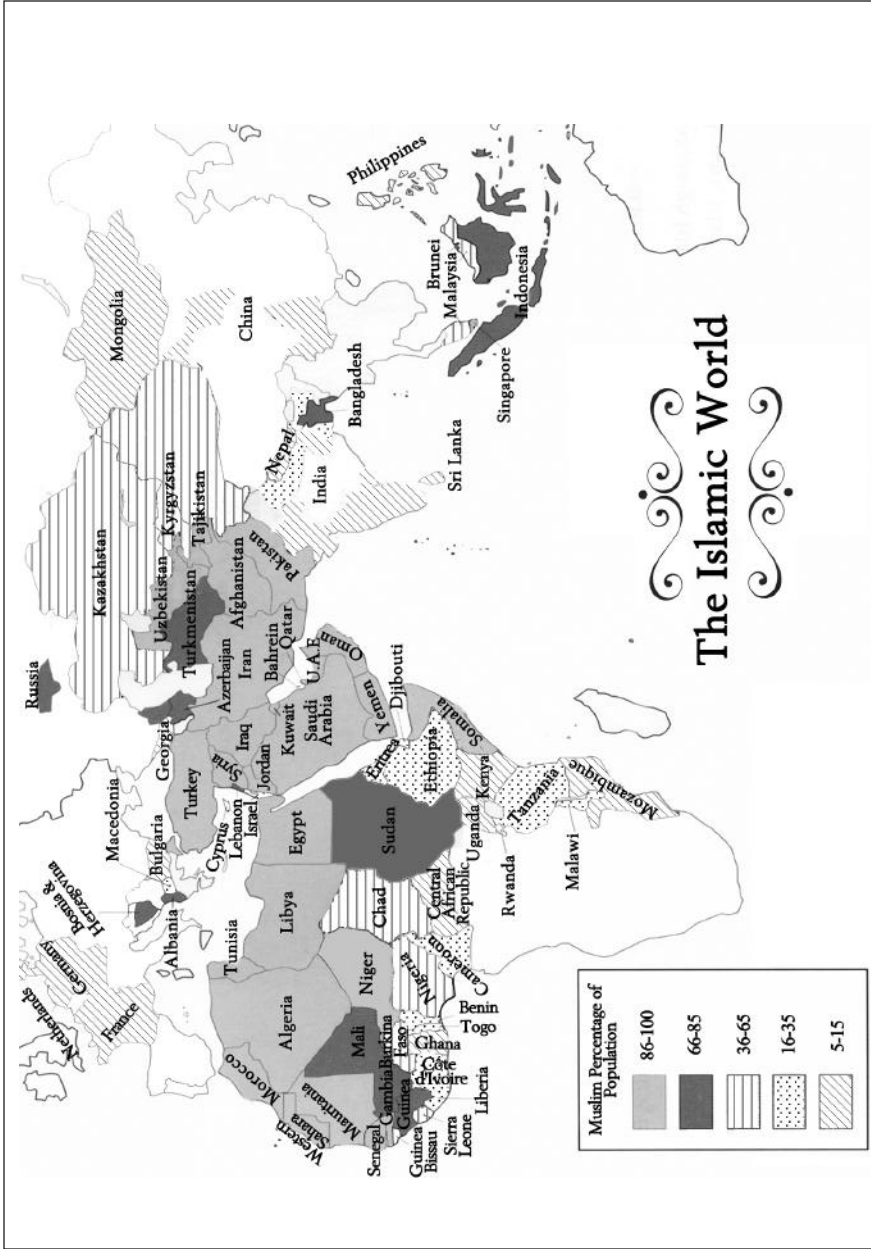 Russia
Kazakhstan
Mongolia
Uzbekistan
Kyrgyzstan
Turkmenistan
Tajikistan
China
Netherlands
Germany
France
Bosnia &
Herzegovina
Macedonia
Bulgaria
Albania
Georgia
Turkey
Azerbaijan
Iran
Afghanistan
Pakistan
Nepal
India
Bangladesh
Philippines
Cyprus
Lebanon
Israel
Syria
Iraq
Jordan
Kuwait
Saudi
Arabia
Bahrein
Qatar
U.A.E
Oman
Yemen
Djibouti
Tunisia
Morocco
Algeria
Libya
Egypt
Western
Sahara
Mauritania
Mali
Niger
Chad
Sudan
Eritrea
Ethiopia
Somalia
Senegal
Gambia
Guinea
Bissau
Guinea
Sierra
Leone
Liberia
Burkina
Faso
Côte
d'Ivoire
Ghana
Togo
Benin
Nigeria
Cameroon
Central
African
Republic
Uganda
Kenya
Rwanda
Tanzania
Malawi
Mozambique
Sri Lanka
Brunei
Malaysia
Singapore
Indonesia
The Islamic World
Muslim Percentage of
Population
86-100
66-85
36-65
16-35
5-15